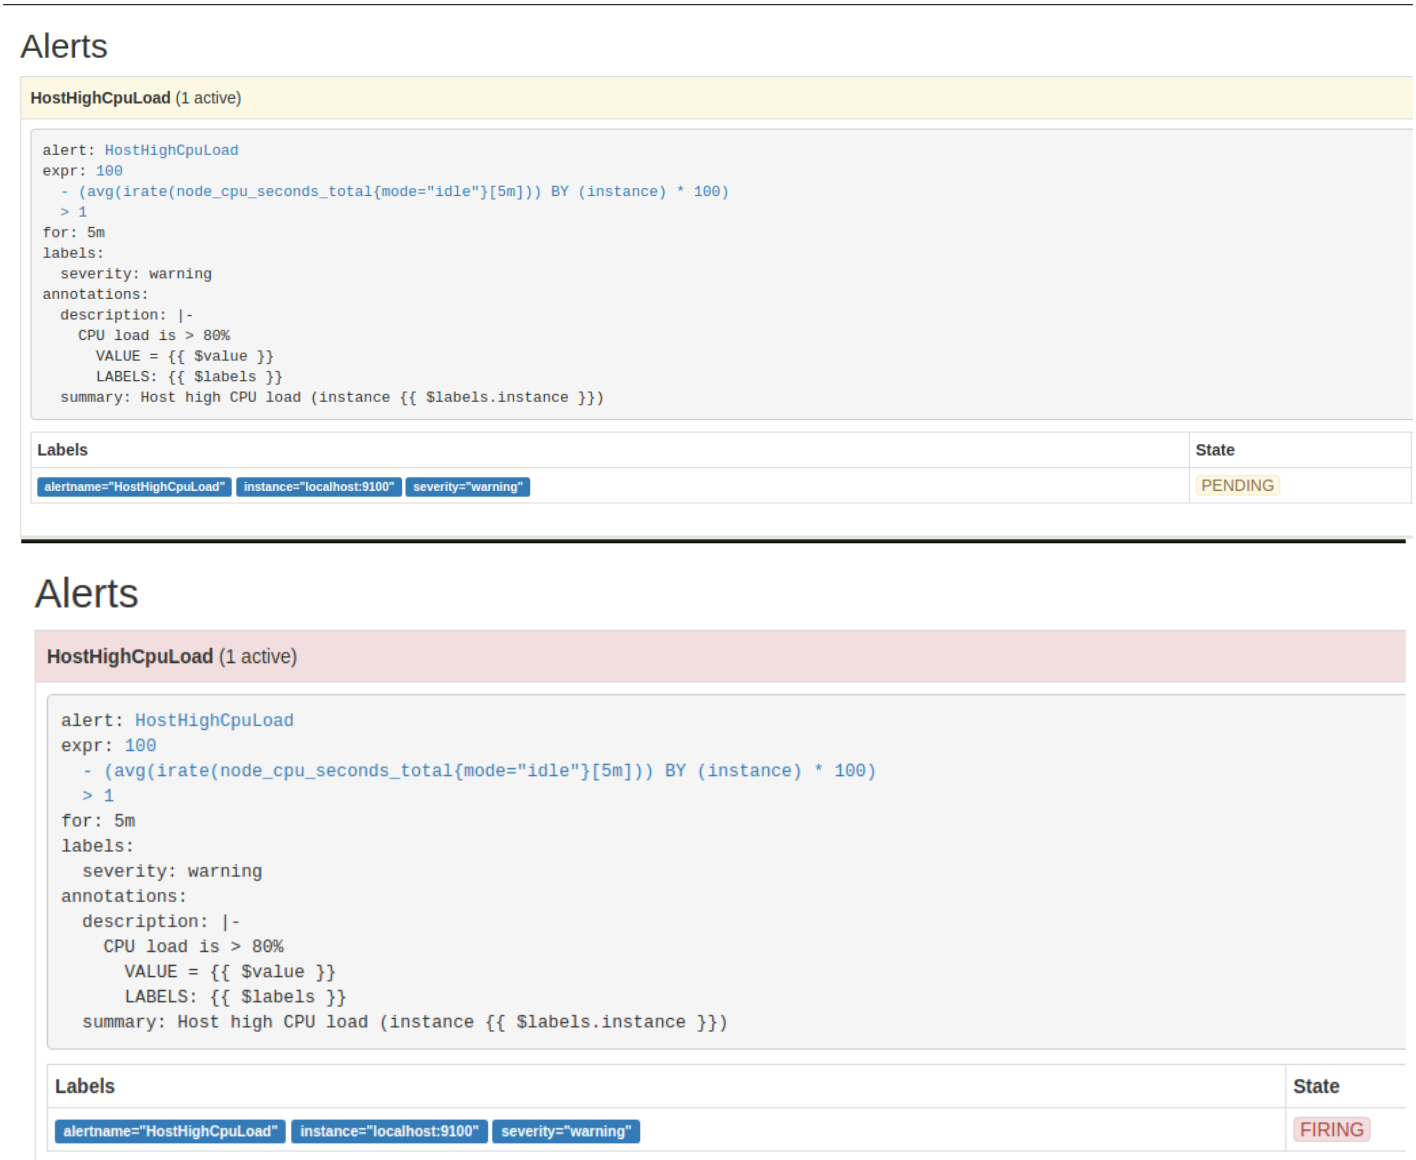 Alerts
HostHighCpuLoad (1 active)
alert: HostHighCpuLoad
expr: 100
  - (avg(irate(node_cpu_seconds_total{mode="idle"}[5m])) BY (instance) * 100)
  > 1
for: 5m
labels:
  severity: warning
annotations:
  description: |-
    CPU load is > 80%
      VALUE = {{ $value }}
      LABELS: {{ $labels }}
  summary: Host high CPU load (instance {{ $labels.instance }})
Labels State
alertname="HostHighCpuLoad" instance="localhost:9100" severity="warning" PENDING
Alerts
HostHighCpuLoad (1 active)
alert: HostHighCpuLoad
expr: 100
  - (avg(irate(node_cpu_seconds_total{mode="idle"}[5m])) BY (instance) * 100)
  > 1
for: 5m
labels:
  severity: warning
annotations:
  description: |-
    CPU load is > 80%
      VALUE = {{ $value }}
      LABELS: {{ $labels }}
  summary: Host high CPU load (instance {{ $labels.instance }})
Labels State
alertname="HostHighCpuLoad" instance="localhost:9100" severity="warning" FIRING